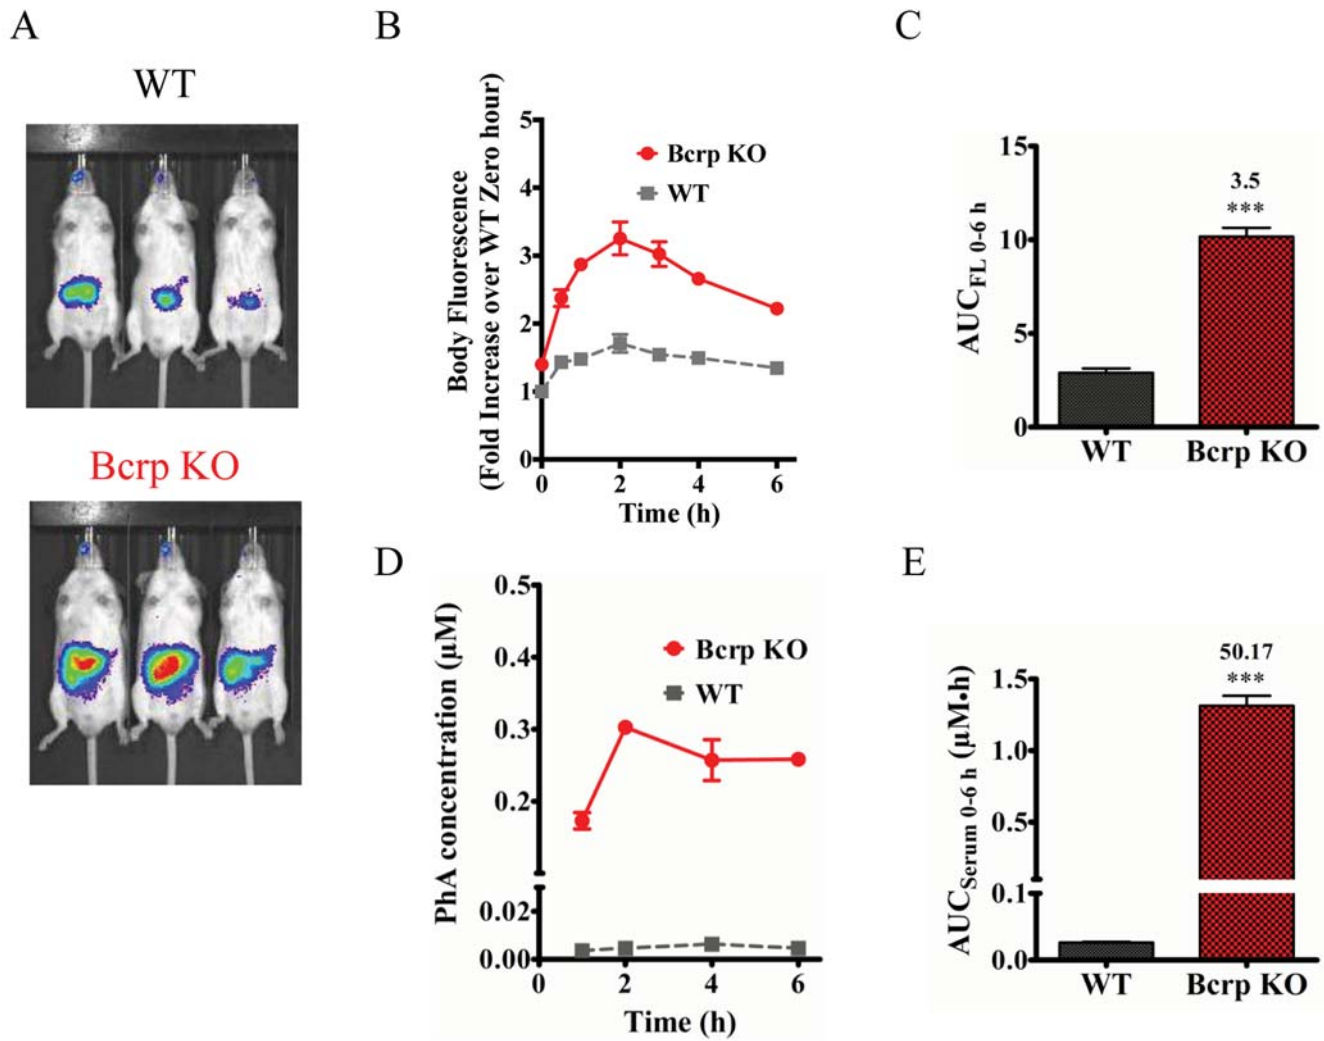 A
WT
Bcrp KO
B
Body Fluorescence
(Fold Increase over WT Zero hour)
5
4
3
2
1
0
Bcrp KO
WT
0 2 4 6
Time (h)
C
AUC FL 0-6 h
15
10
5
0
3.5
***
WT Bcrp KO
D
PhA concentration (µM)
0.5
0.4
0.3
0.2
0.02
0.00
Bcrp KO
WT
0 2 4 6
Time (h)
E
AUC Serum 0-6 h (µM•h)
1.5
1.0
0.5
0.1
0.0
50.17
***
WT Bcrp KO